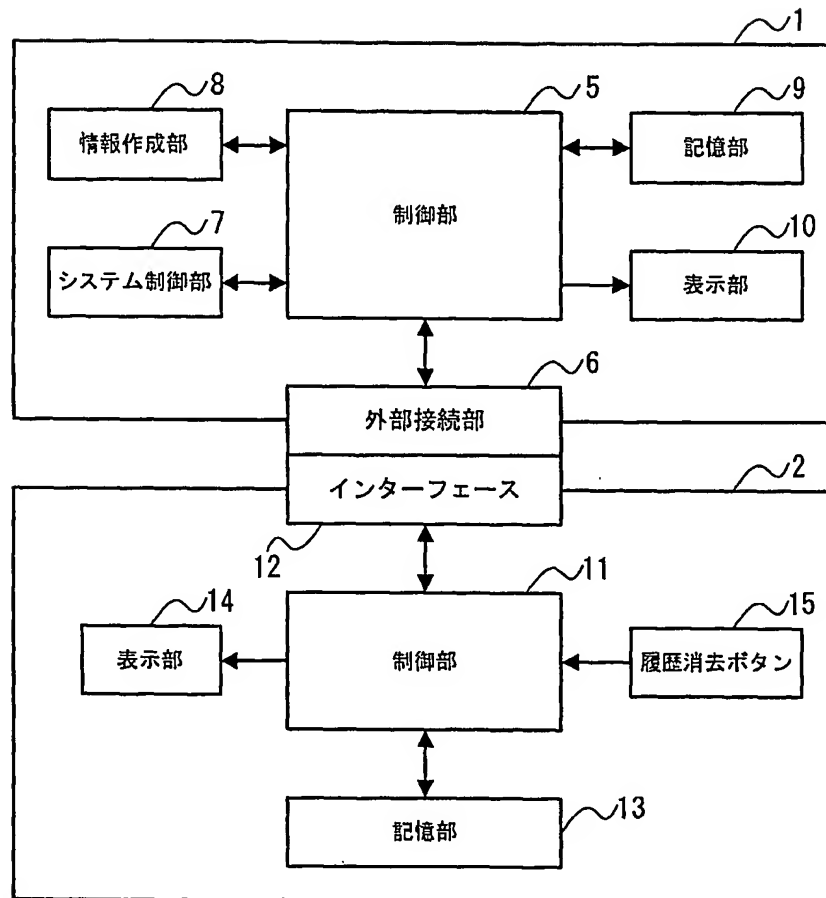 1
8
5
9
情報作成部
記憶部
制御部
7
10
システム制御部
表示部
6
外部接続部
2
インターフェース
12
11
14
15
表示部
制御部
履歴消去ボタン
13
記憶部